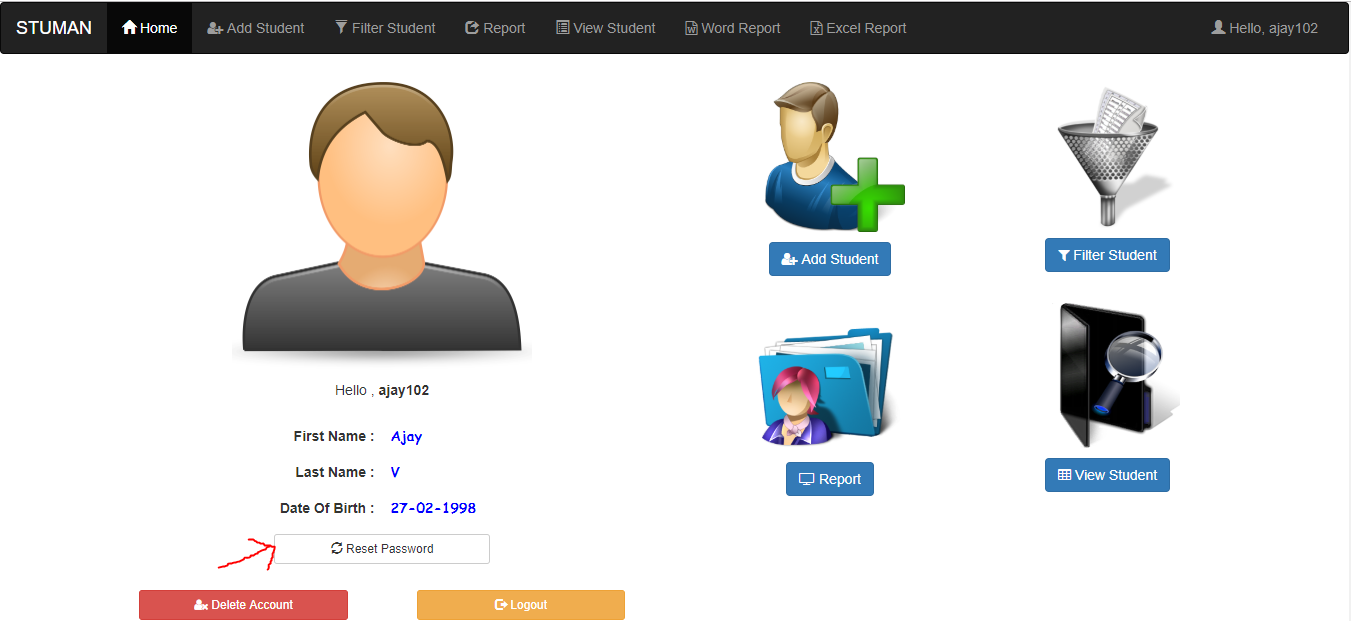 STUMAN Home Add Student Filter Student Report View Student Word Report Excel Report Hello, ajay102
Hello , ajay102
First Name : Ajay
Last Name : V
Date Of Birth : 27-02-1998
Reset Password
Delete Account Logout
Add Student Filter Student
Report View Student